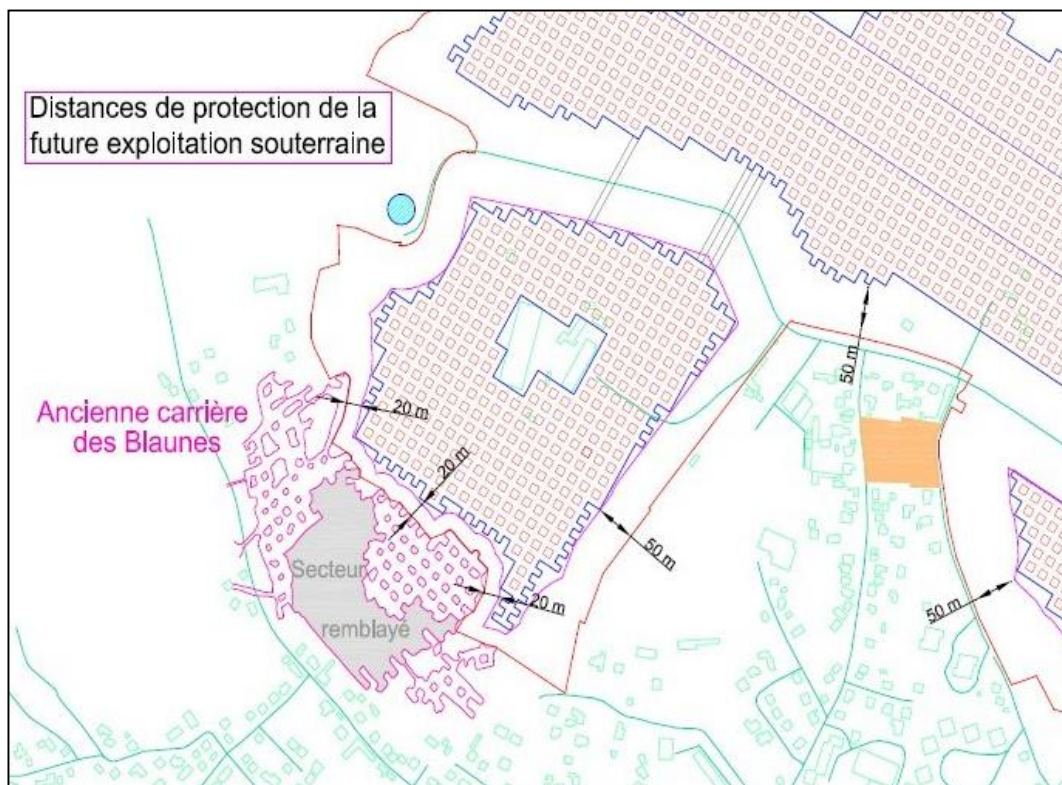 Distances de protection de la
future exploitation souterraine
Ancienne carrière
des Blaunes
20 m
20 m
50 m
Secteur
remblayé
20 m
50 m
50 m